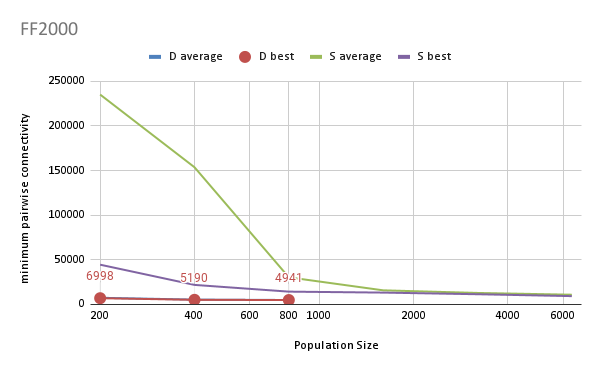 FF2000
D average D best S average S best
250000
200000
150000
100000
50000
0
6998 5190 4941
200 400 600 800 1000 2000 4000 6000
minimum pairwise connectivity
Population Size